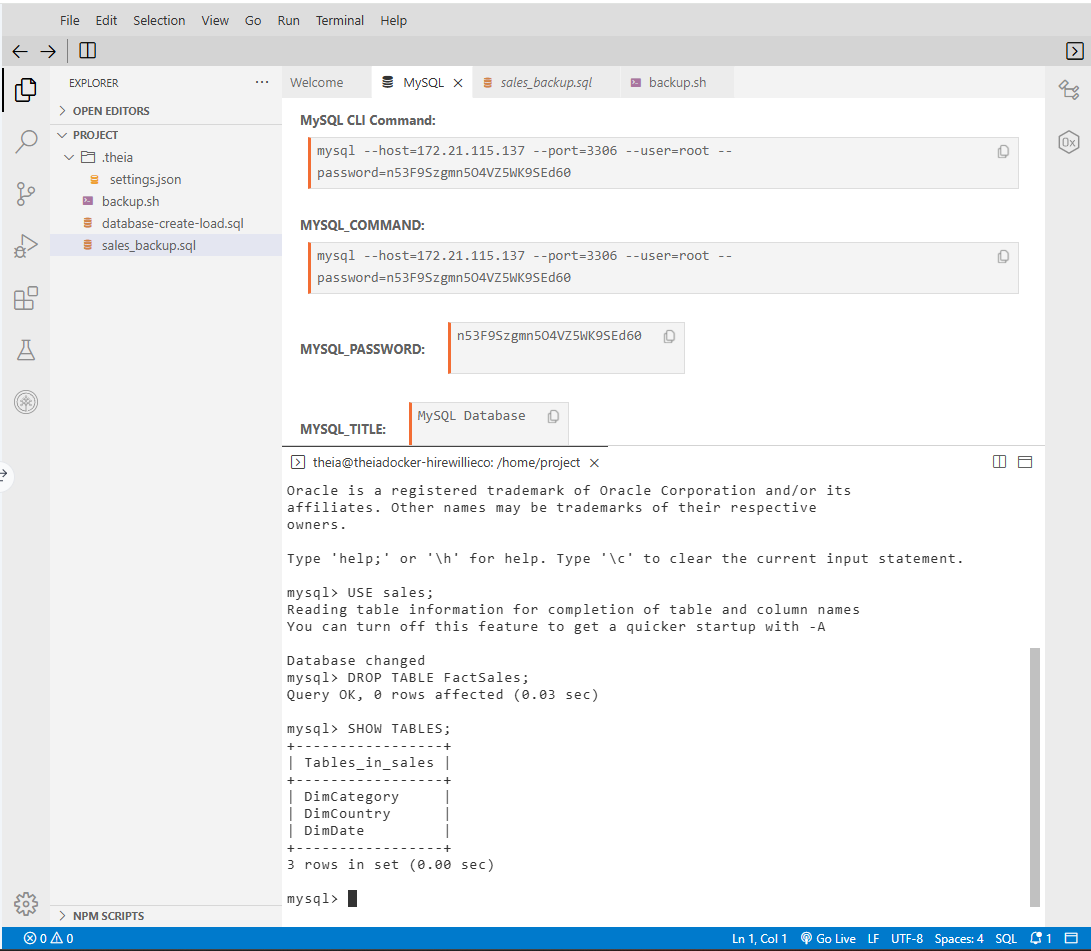 File Edit Selection View Go Run Terminal Help
EXPLORER
OPEN EDITORS
PROJECT
.theia
settings.json
backup.sh
database-create-load.sql
sales_backup.sql
NPM SCRIPTS
Welcome MySQL sales_backup.sql backup.sh
MySQL CLI Command:
mysql --host=172.21.115.137 --port=3306 --user=root --
password=n53F9Szgmn5O4VZ5WK9SEd60
MYSQL_COMMAND:
mysql --host=172.21.115.137 --port=3306 --user=root --
password=n53F9Szgmn5O4VZ5WK9SEd60
MYSQL_PASSWORD:
n53F9Szgmn5O4VZ5WK9SEd60
MYSQL_TITLE:
MySQL Database
theia@theiadocker-hirewillieco: /home/project
Oracle is a registered trademark of Oracle Corporation and/or its
affiliates. Other names may be trademarks of their respective
owners.
Type 'help;' or '\h' for help. Type '\c' to clear the current input statement.
mysql> USE sales;
Reading table information for completion of table and column names
You can turn off this feature to get a quicker startup with -A
Database changed
mysql> DROP TABLE FactSales;
Query OK, 0 rows affected (0.03 sec)
mysql> SHOW TABLES;
+------------------+
| Tables_in_sales |
+------------------+
| DimCategory |
| DimCountry |
| DimDate |
+------------------+
3 rows in set (0.00 sec)
mysql>
0x
0 0 Ln 1, Col 1 Go Live LF UTF-8 Spaces: 4 SQL 1